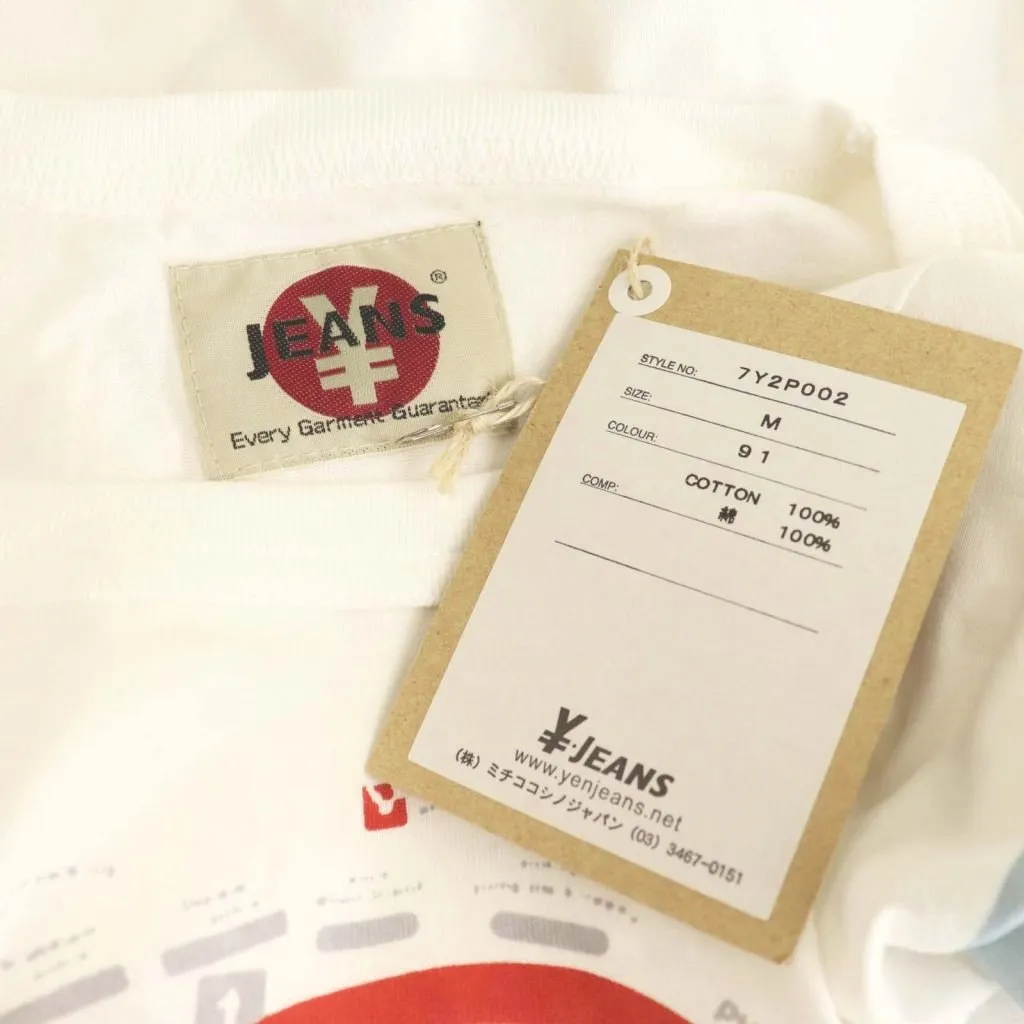 ¥
JEANS ®
Every Garment Guarantee
STYLE NO: 7Y2P002
SIZE: M
COLOUR: 91
COMP: COTTON 100%
綿 100%
¥·JEANS
www.yenjeans.net
(株) ミチココシノジャパン (03) 3467-0151